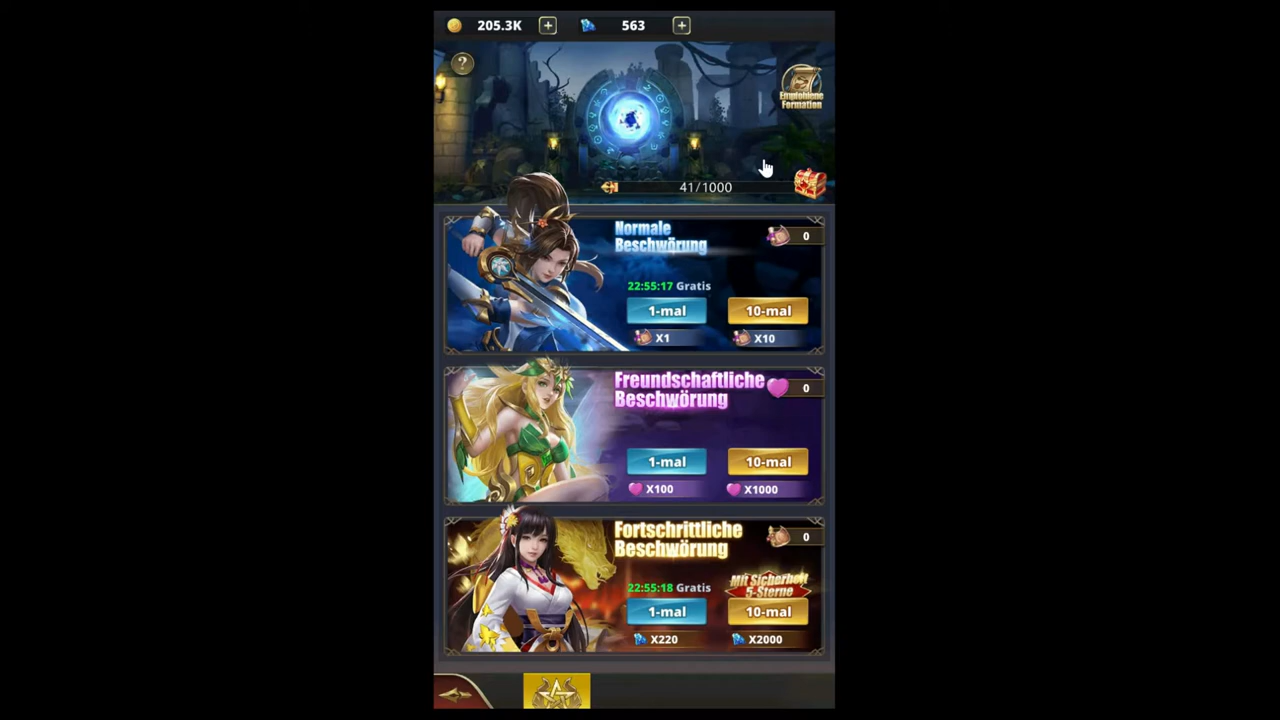 205.3K + 563 +
?
Empfohlene
Formation
41/1000
Normale
Beschwörung
0
22:55:17 Gratis
1-mal 10-mal
X1 X10
Freundschaftliche
Beschwörung
0
1-mal 10-mal
X100 X1000
Fortschrittliche
Beschwörung
0
Mit Sicherheit
5-Sterne
22:55:18 Gratis
1-mal 10-mal
X220 X2000